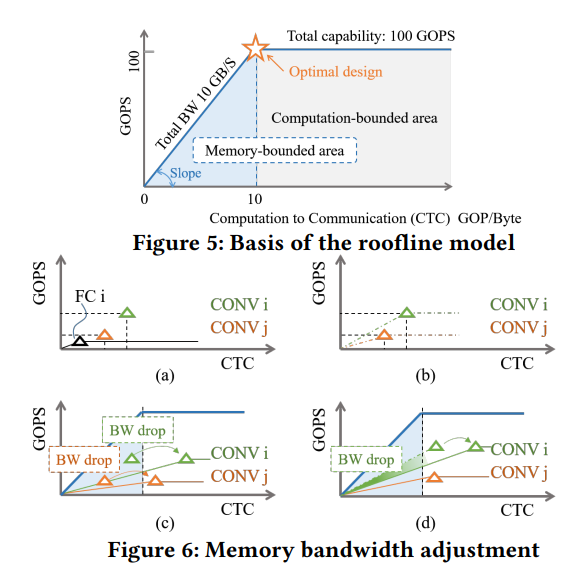 Total capability: 100 GOPS
100
Optimal design
Total BW 10 GB/S
GOPS
Computation-bounded area
Memory-bounded area
Slope
0
10
Computation to Communication (CTC) GOP/Byte
Figure 5: Basis of the roofline model
GOPS
FC i
CONV i
CONV j
CTC
(a)
GOPS
CONV i
CONV j
CTC
(b)
GOPS
BW drop
BW drop
CONV i
CONV j
CTC
(c)
GOPS
BW drop
CONV i
CONV j
CTC
(d)
Figure 6: Memory bandwidth adjustment